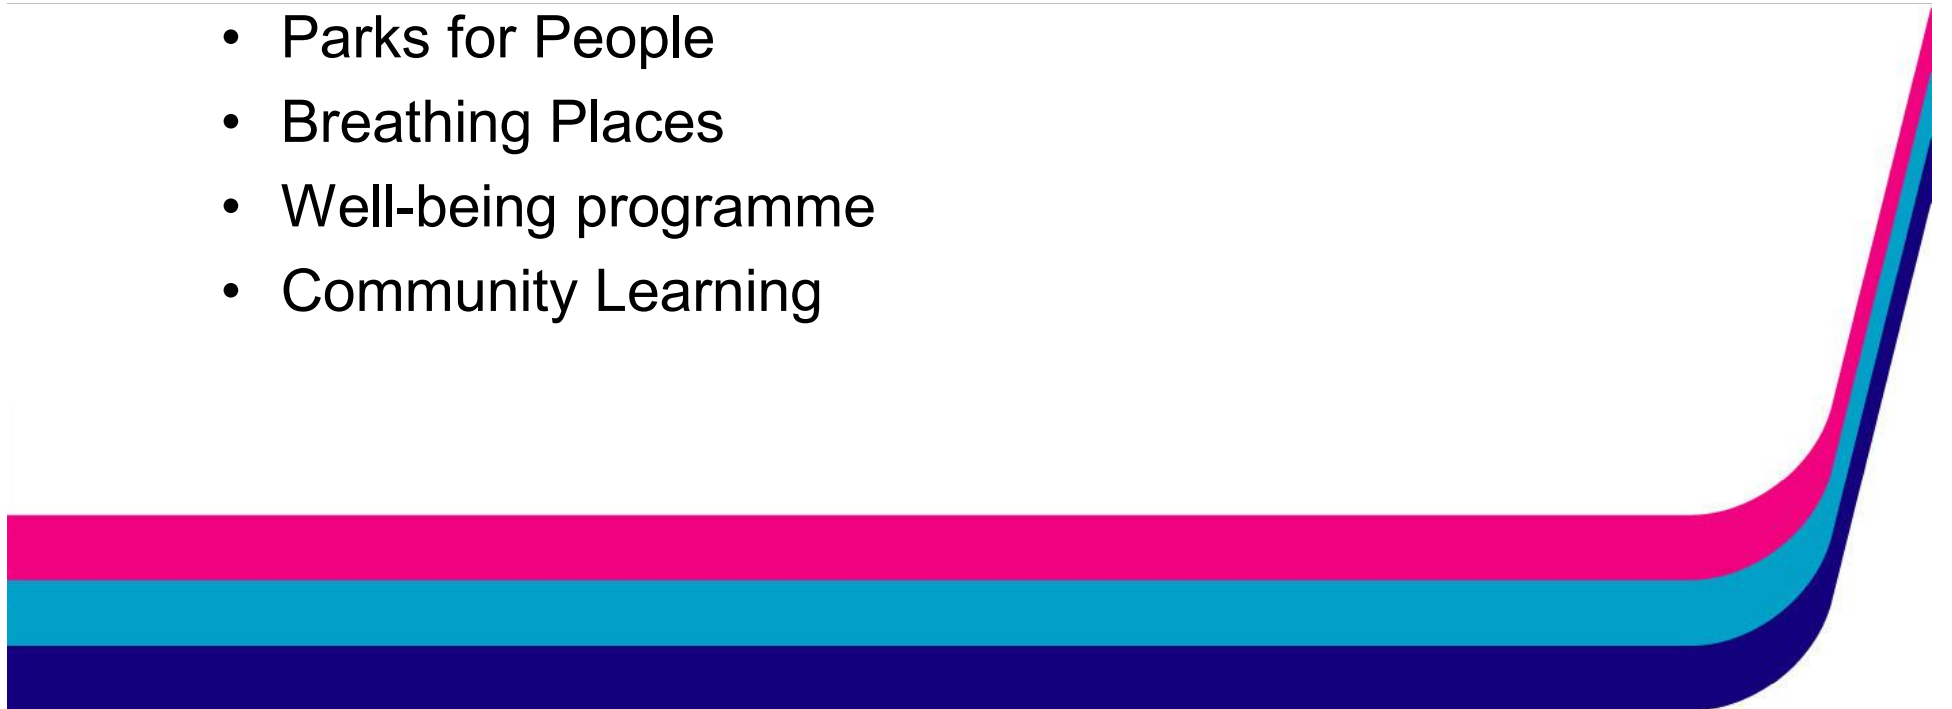 • Parks for People
• Breathing Places
• Well-being programme
• Community Learning